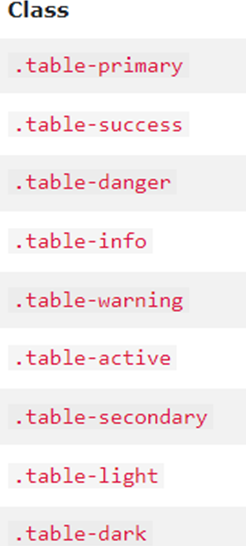 Class
.table-primary
.table-success
.table-danger
.table-info
.table-warning
.table-active
.table-secondary
.table-light
.table-dark